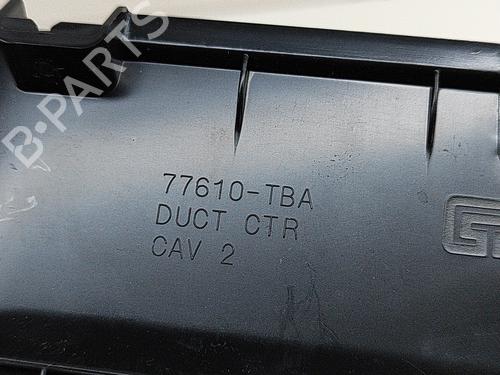 B-PARTS
77610-TBA
DUCT CTR
CAV 2